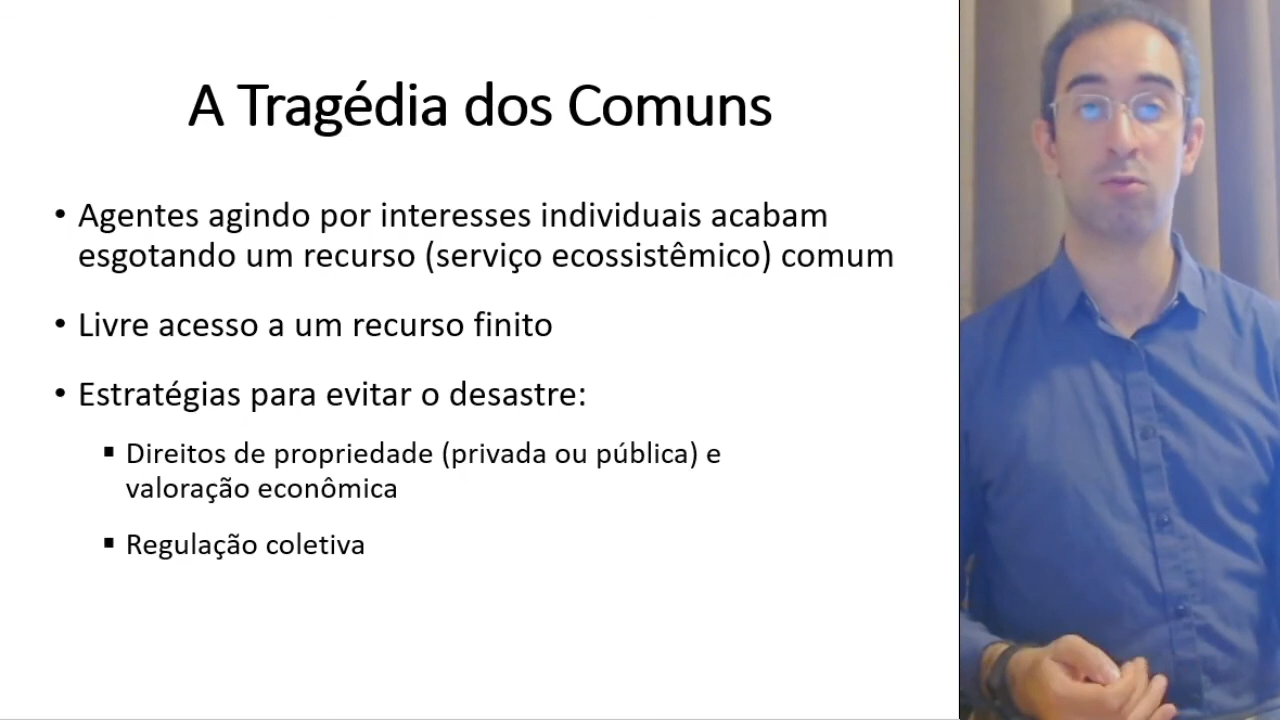 A Tragédia dos Comuns
• Agentes agindo por interesses individuais acabam
esgotando um recurso (serviço ecossistêmico) comum
• Livre acesso a um recurso finito
• Estratégias para evitar o desastre:
▪ Direitos de propriedade (privada ou pública) e
valoração econômica
▪ Regulação coletiva